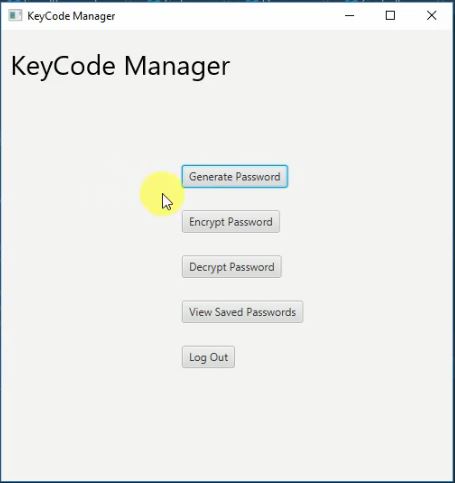 KeyCode Manager
KeyCode Manager
Generate Password
Encrypt Password
Decrypt Password
View Saved Passwords
Log Out